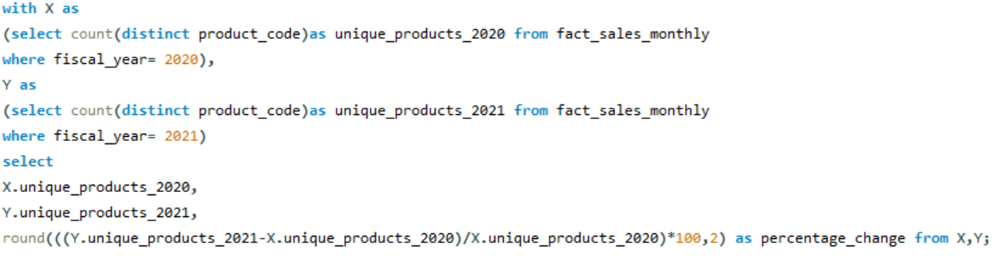 with X as
(select count(distinct product_code)as unique_products_2020 from fact_sales_monthly
where fiscal_year= 2020),
Y as
(select count(distinct product_code)as unique_products_2021 from fact_sales_monthly
where fiscal_year= 2021)
select
X.unique_products_2020,
Y.unique_products_2021,
round(((Y.unique_products_2021-X.unique_products_2020)/X.unique_products_2020)*100,2) as percentage_change from X,Y;